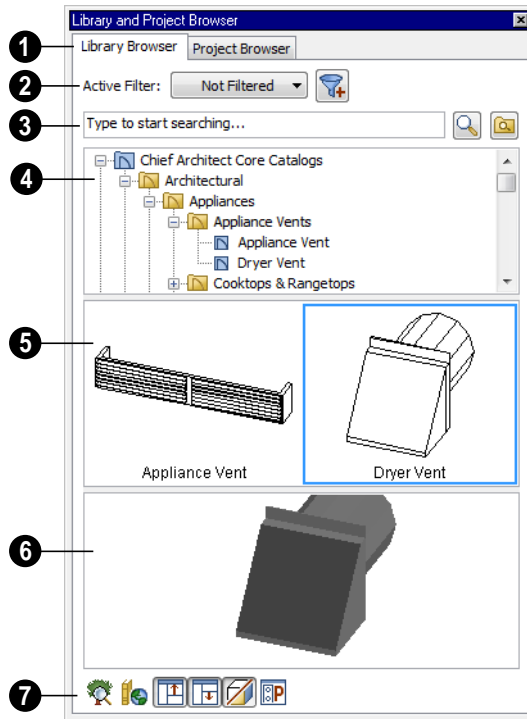 Library and Project Browser
1
Library Browser
Project Browser
2
Active Filter:
Not Filtered
3
Type to start searching...
4
Chief Architect Core Catalogs
Architectural
Appliances
Appliance Vents
Appliance Vent
Dryer Vent
Cooktops & Rangetops
5
Appliance Vent
Dryer Vent
6
7
P